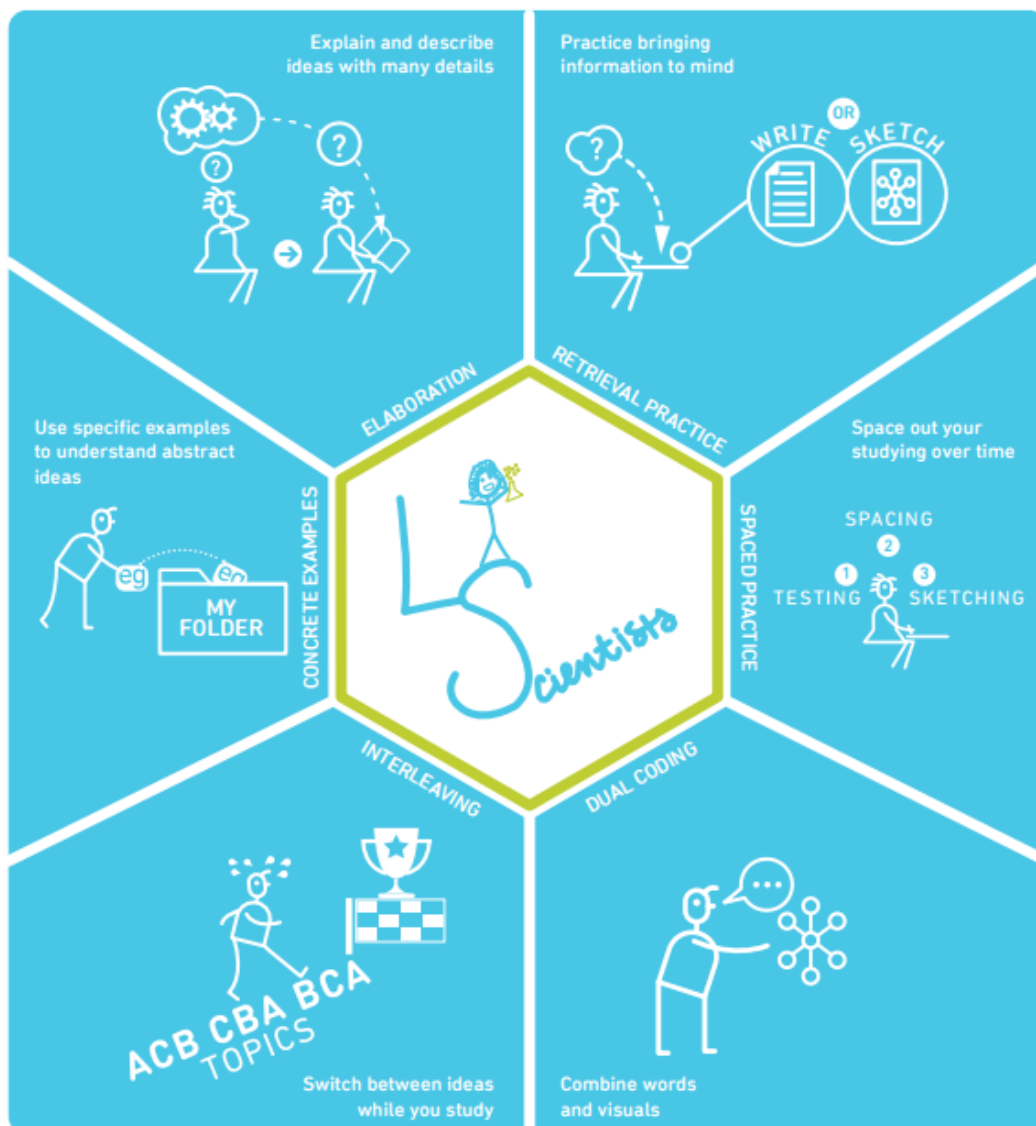 Explain and describe
ideas with many details
?
?
ELABORATION
Practice bringing
information to mind
?
WRITE OR SKETCH
RETRIEVAL PRACTICE
Use specific examples
to understand abstract
ideas
eg
eg
MY
FOLDER
CONCRETE EXAMPLES
LScientists
Space out your
studying over time
SPACING
2
1
3
TESTING
SKETCHING
SPACED PRACTICE
INTERLEAVING
ACB CBA BCA
TOPICS
Switch between ideas
while you study
DUAL CODING
...
Combine words
and visuals